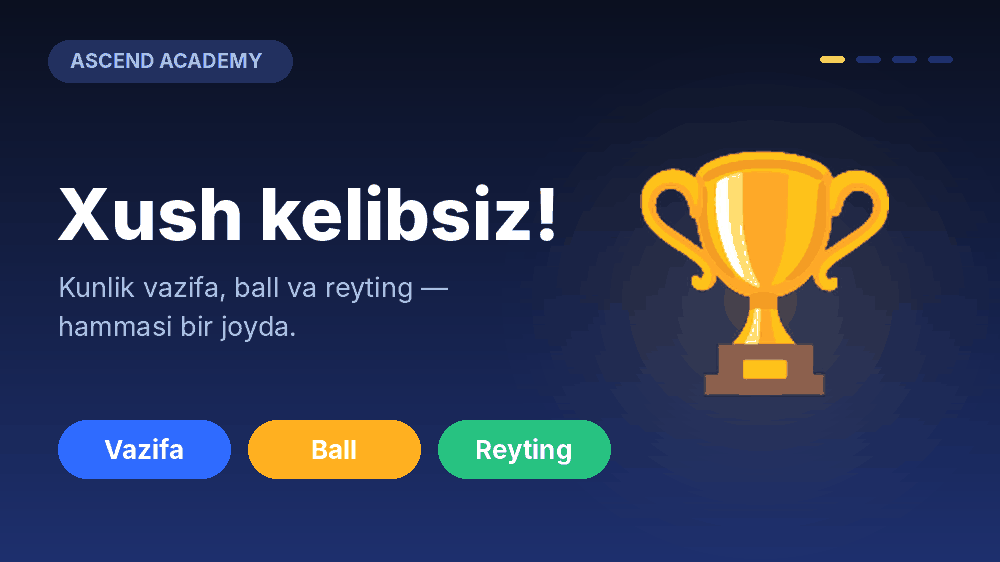 ASCEND ACADEMY
Xush kelibsiz!
Kunlik vazifa, ball va reyting —
hammasi bir joyda.
Vazifa
Ball
Reyting